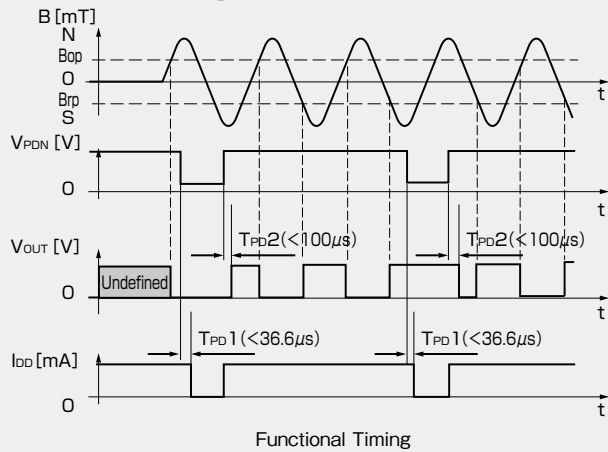 B [mT]
N
Bop
0
Brp
S
t
VPDN [V]
0
t
TPD2(<100μs) TPD2(<100μs)
VOUT [V]
Undefined
0
t
TPD1(<36.6μs) TPD1(<36.6μs)
IDD [mA]
0
t
Functional Timing